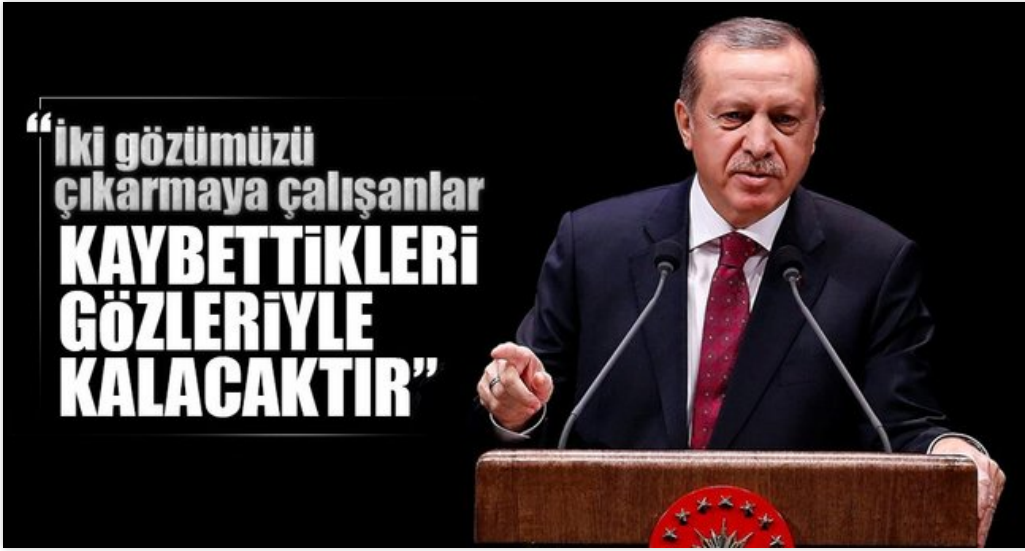 “İki gözümüzü
çıkarmaya çalışanlar
KAYBETTİKLERİ
GÖZLERİYLE
KALACAKTIR”